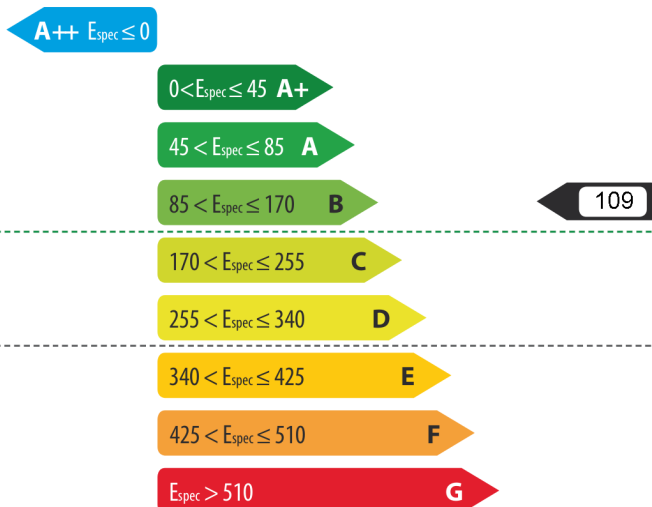 A++ Espec ≤ 0
0<Espec ≤ 45 A+
45 < Espec ≤ 85 A
85 < Espec ≤ 170 B
109
170 < Espec ≤ 255 C
255 < Espec ≤ 340 D
340 < Espec ≤ 425 E
425 < Espec ≤ 510 F
Espec > 510 G